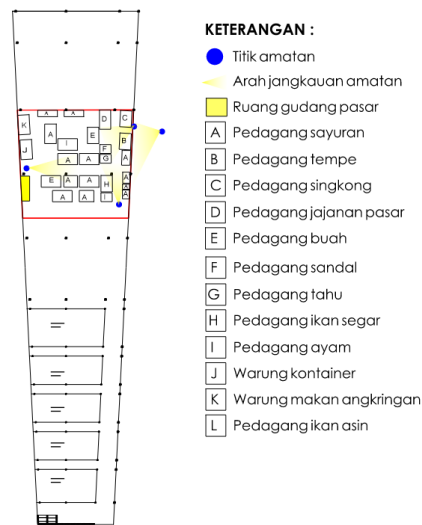 KETERANGAN :
Titik amatan
Arah jangkauan amatan
Ruang gudang pasar
A Pedagang sayuran
B Pedagang tempe
C Pedagang singkong
D Pedagang jajanan pasar
E Pedagang buah
F Pedagang sandal
G Pedagang tahu
H Pedagang ikan segar
I Pedagang ayam
J Warung kontainer
K Warung makan angkringan
L Pedagang ikan asin
A A
D C
K
A E B
I
J F
A A G A
E A A H A
A
A A I A